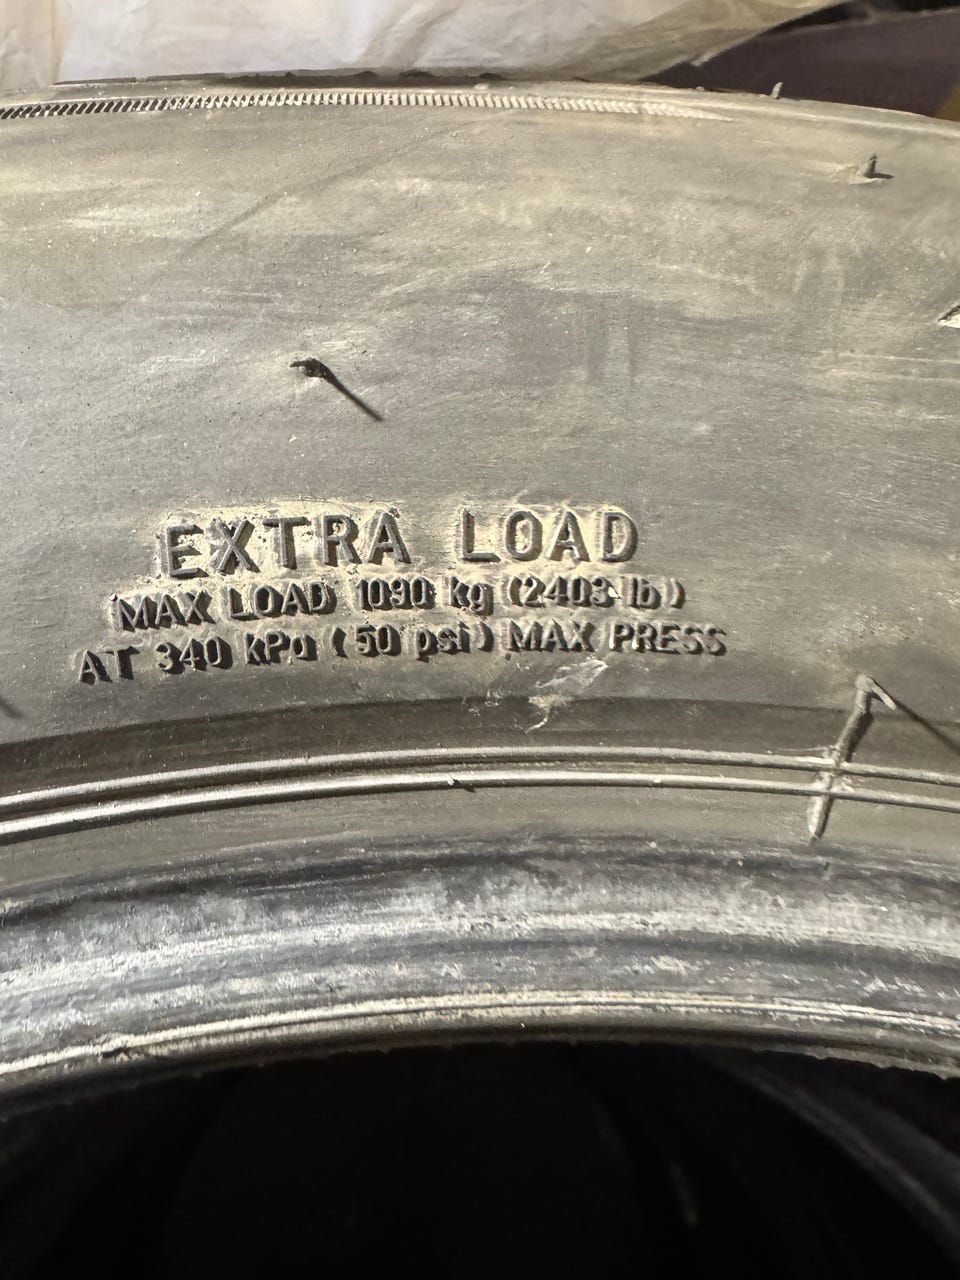 EXTRA LOAD
MAX LOAD 1090 kg (2403 lb)
AT 340 kPa (50 psi) MAX PRESS